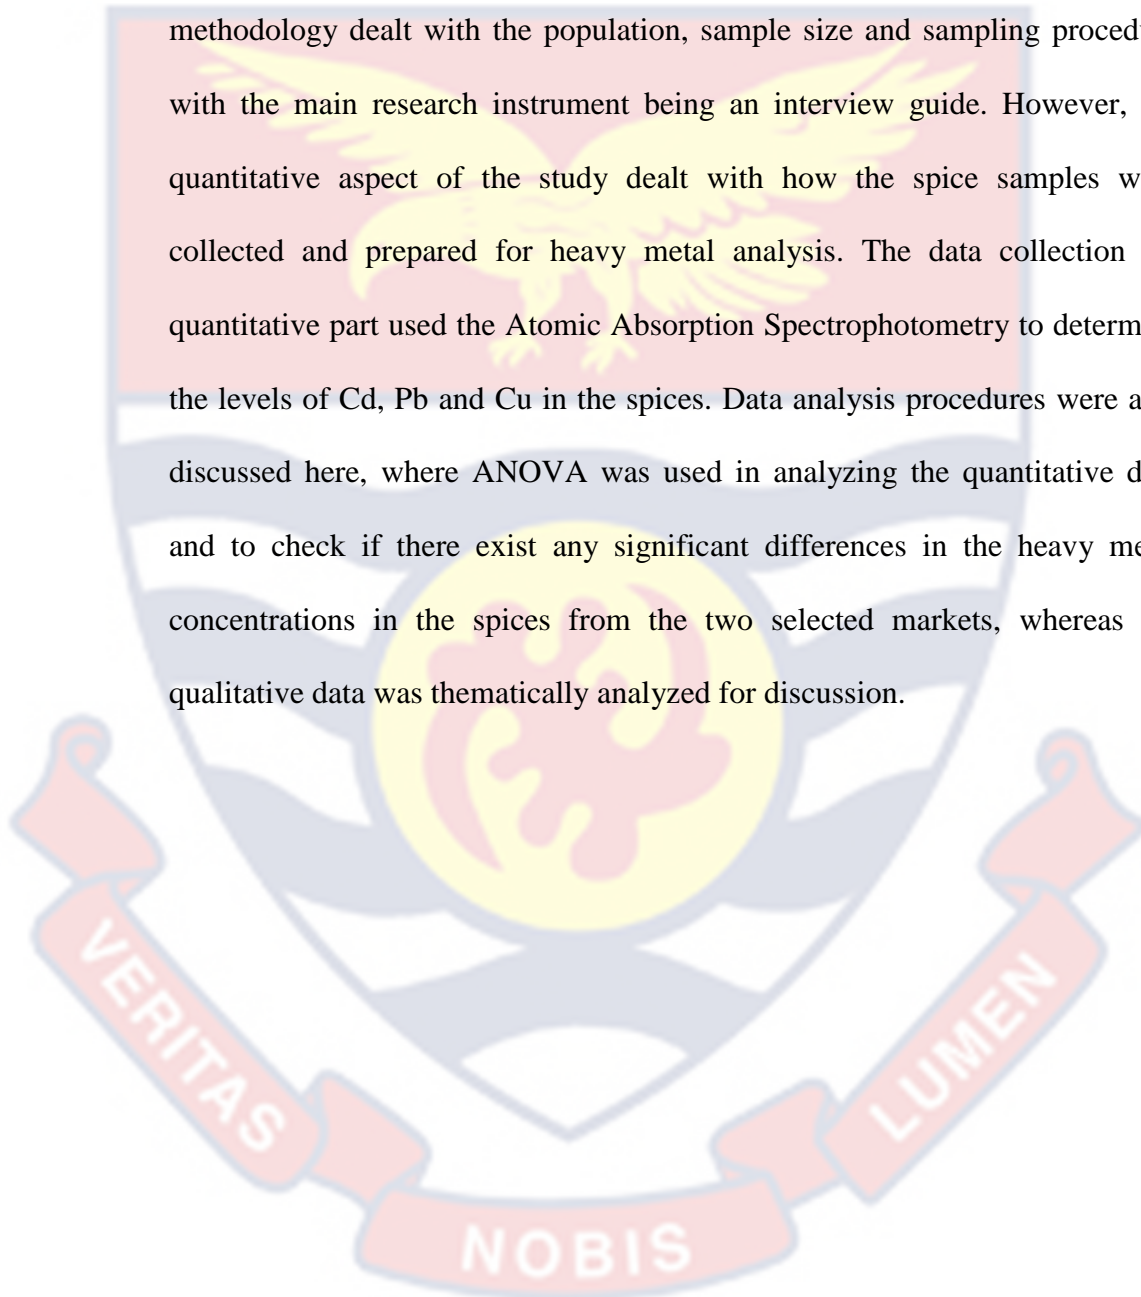 methodology dealt with the population, sample size and sampling proced
with the main research instrument being an interview guide. However,
quantitative aspect of the study dealt with how the spice samples w
collected and prepared for heavy metal analysis. The data collection
quantitative part used the Atomic Absorption Spectrophotometry to determ
the levels of Cd, Pb and Cu in the spices. Data analysis procedures were a
discussed here, where ANOVA was used in analyzing the quantitative d
and to check if there exist any significant differences in the heavy me
concentrations in the spices from the two selected markets, whereas
qualitative data was thematically analyzed for discussion.
VERITAS
NOBIS
LUMEN